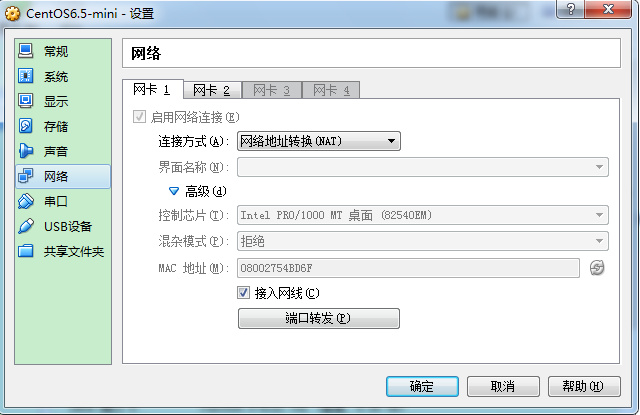 CentOS6.5-mini - 设置
常规
系统
显示
存储
声音
网络
串口
USB设备
共享文件夹
网络
网卡 1 网卡 2 网卡 3 网卡 4
启用网络连接(E)
连接方式(A): 网络地址转换(NAT)
界面名称(N):
高级(d)
控制芯片(T): Intel PRO/1000 MT 桌面 (82540EM)
混杂模式(P): 拒绝
MAC 地址(M): 08002754BD6F
接入网线(C)
端口转发(P)
确定 取消 帮助(H)